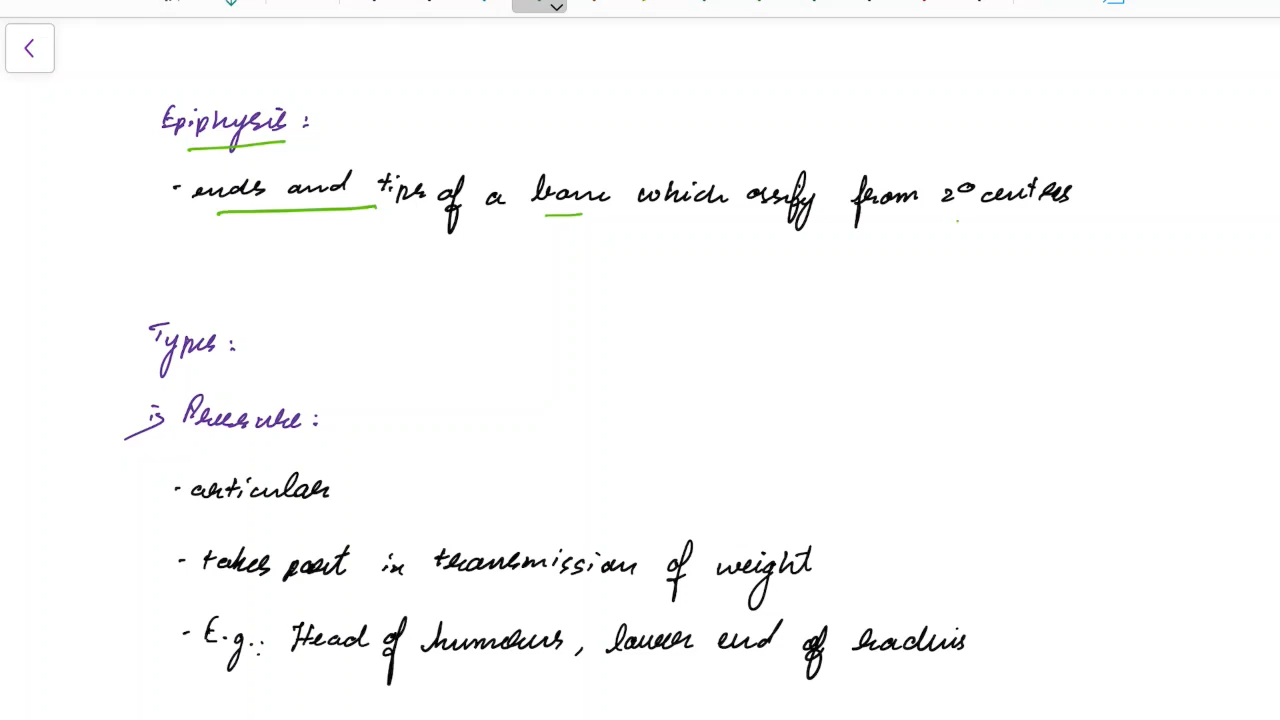 Epiphysis:
· ends and tips of a bone which ossify from 2° centres
Types:
i> Pressure:
· articular
· takes part in transmission of weight
· E.g.: Head of humerus, lower end of radius